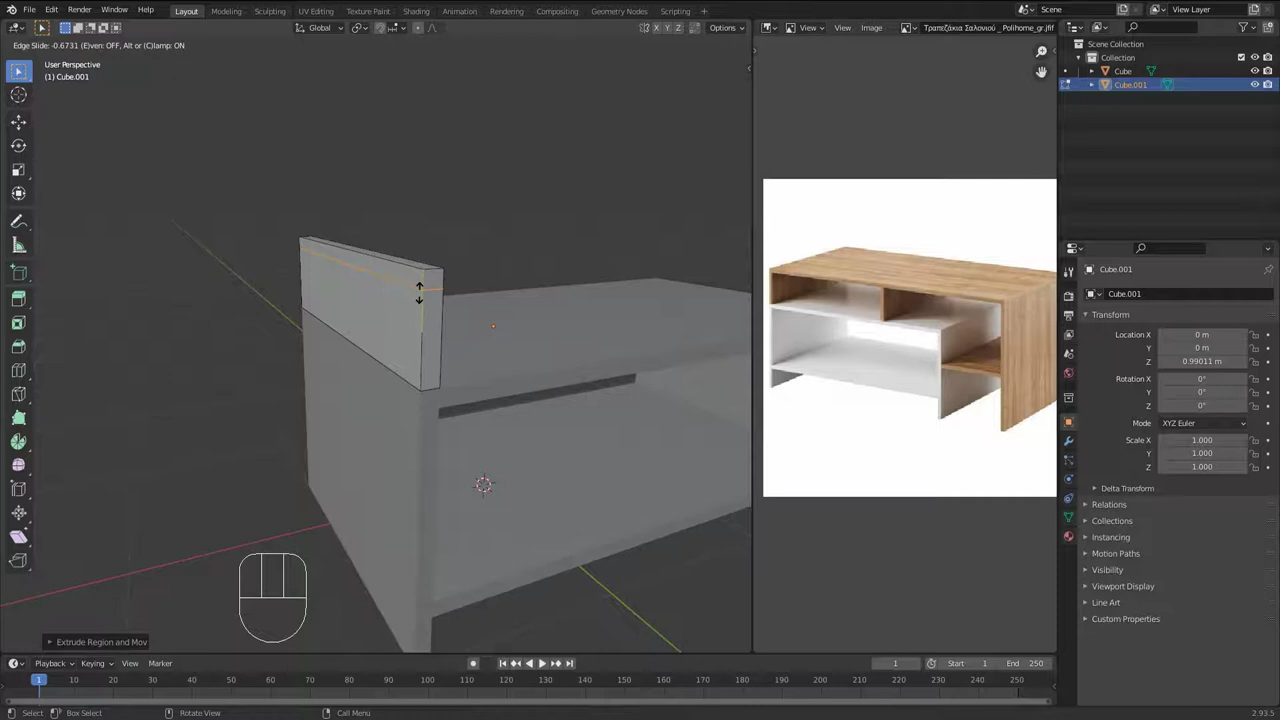 File Edit Render Window Help Layout Modeling Sculpting UV Editing Texture Paint Shading Animation Rendering Compositing Geometry Nodes Scripting Scene View Layer
Global Options View View Image Τραπεζάκια Σαλονιού _ Polihome_gr.jfif
Edge Slide: -0.6731 (E)ven: OFF, Alt or (C)lamp: ON
User Perspective
(1) Cube.001
X Y Z
Scene Collection
Collection
Cube
Cube.001
Cube.001
Cube.001
Transform
Location X 0 m
Y 0 m
Z 0.99011 m
Rotation X 0°
Y 0°
Z 0°
Mode XYZ Euler
Scale X 1.000
Y 1.000
Z 1.000
Delta Transform
Relations
Collections
Instancing
Motion Paths
Visibility
Viewport Display
Line Art
Custom Properties
Extrude Region and Mov
Playback Keying View Marker 1 Start 1 End 250
1 10 20 30 40 50 60 70 80 90 100 110 120 130 140 150 160 170 180 190 200 210 220 230 240 250
Select Box Select Rotate View Call Menu 2.93.5